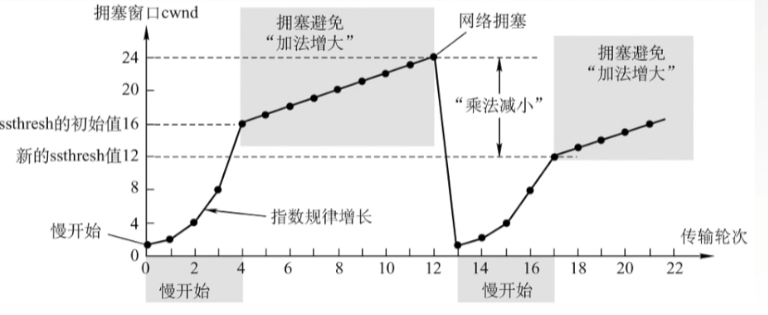 拥塞窗口cwnd
拥塞避免
“加法增大”
网络拥塞
24
20
ssthresh的初始值16
新的ssthresh值12
8
4
0
慢开始
指数规律增长
“乘法减小”
拥塞避免
“加法增大”
传输轮次
0 2 4 6 8 10 12 14 16 18 20 22
慢开始
慢开始